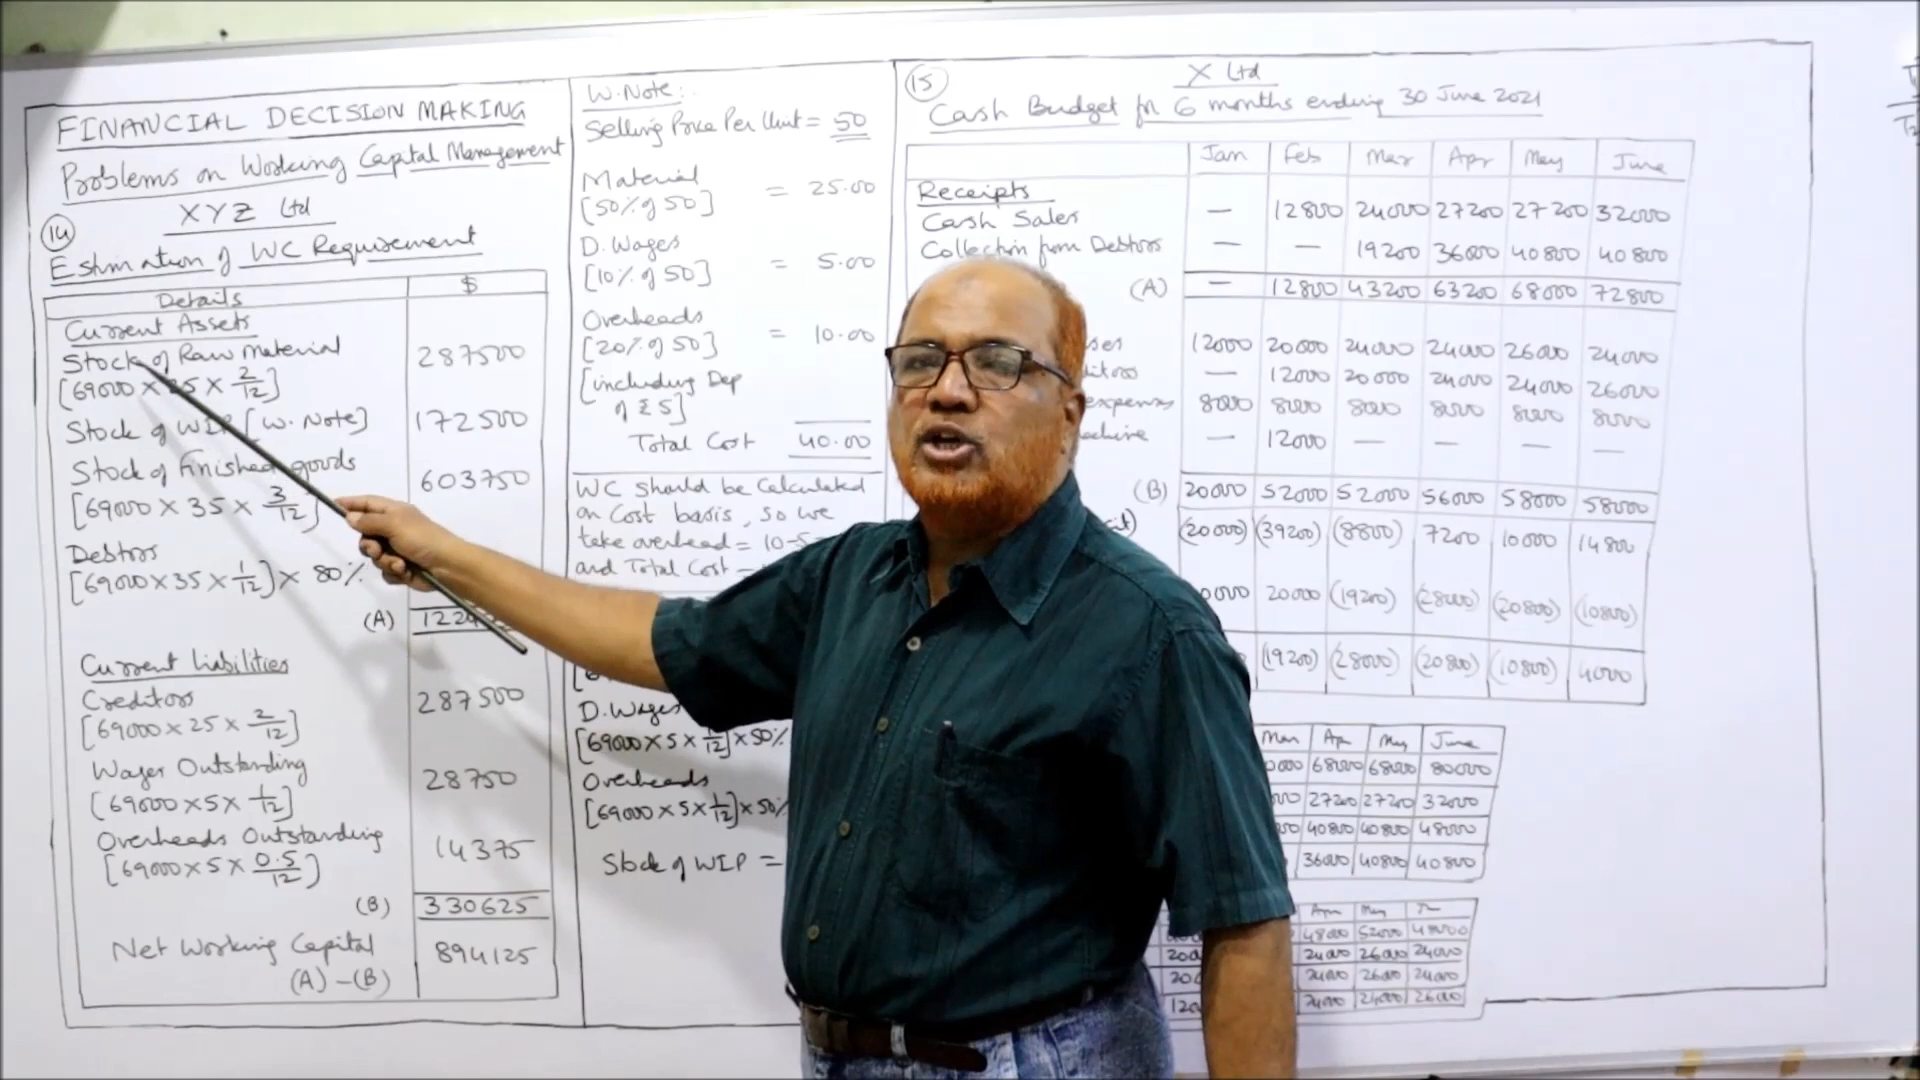 FINANCIAL DECISION MAKING
Problems on Working Capital Management
14 XYZ Ltd
Estimation of WC Requirement
Details $
Current Assets
Stock of Raw Material 287500
[69000 × 25 × 2/12]
Stock of WIP [W. Note] 172500
Stock of Finished goods 603750
[69000 × 35 × 3/12]
Debtors
[69000 × 35 × 1/12] × 80%
(A)
Current Liabilities
Creditors 287500
[69000 × 25 × 2/12]
Wages Outstanding 28750
[69000 × 5 × 1/12]
Overheads Outstanding 14375
[69000 × 5 × 0.5/12]
(B) 330625
Net Working Capital 894125
(A) – (B)
W. Note:.
Selling Price Per Unit = 50
Material = 25.00
[50% of 50]
D. Wages = 5.00
[10% of 50]
Overheads = 10.00
[20% of 50]
[including Dep
of ₹5]
Total Cost 40.00
WC should be Calculated
on Cost basis, so we
take overhead = 10-5
and Total Cost
D. Wages
[69000 × 5 × 1/12] × 50%
Overheads
[69000 × 5 × 1/12] × 50%
Stock of WIP =
15 X Ltd
Cash Budget for 6 months ending 30 June 2021
Jan Feb Mar Apr May June
Receipts
Cash Sales — 12800 24000 27200 27200 32000
Collection from Debtors — — 19200 36000 40800 40800
(A) — 12800 43200 63200 68000 72800
12000 20000 24000 24000 26000 24000
— 12000 20000 24000 24000 26000
expenses 8000 8000 8000 8000 8000 8000
— 12000 — — — —
(B) 20000 52000 52000 56000 58000 58000
(20000) (39200) (8800) 7200 10000 14800
20000 (19200) (28000) (20800) (10800)
(19200) (28000) (20800) (10800) 4000
Mar Apr May June
68000 68000 80000
27200 27200 32000
40800 40800 48000
36000 40800 40800
Apr May
48000 52000 48000
24000 26000 24000
24000 26000 24000
24000 24000 26000